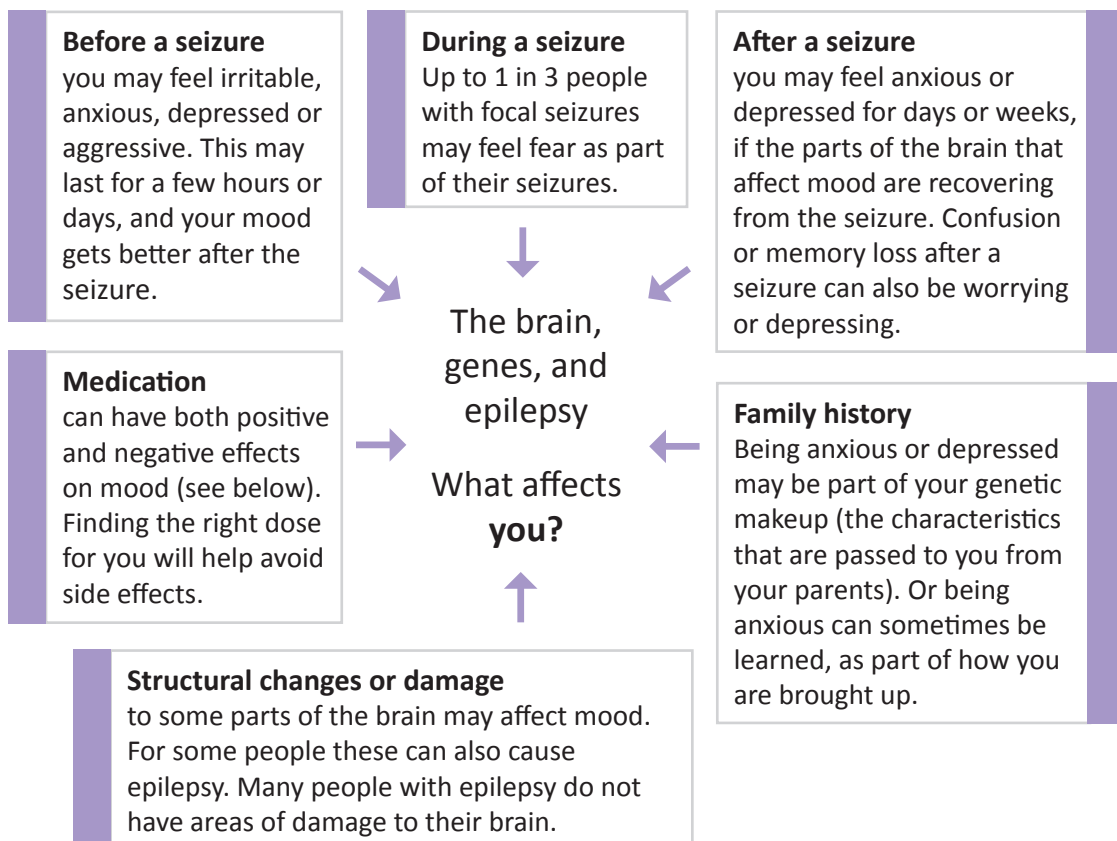 Before a seizure
you may feel irritable,
anxious, depressed or
aggressive. This may
last for a few hours or
days, and your mood
gets better after the
seizure.
During a seizure
Up to 1 in 3 people
with focal seizures
may feel fear as part
of their seizures.
After a seizure
you may feel anxious or
depressed for days or weeks,
if the parts of the brain that
affect mood are recovering
from the seizure. Confusion
or memory loss after a
seizure can also be worrying
or depressing.
The brain,
genes, and
epilepsy
What affects
you?
Medication
can have both positive
and negative effects
on mood (see below).
Finding the right dose
for you will help avoid
side effects.
Family history
Being anxious or depressed
may be part of your genetic
makeup (the characteristics
that are passed to you from
your parents). Or being
anxious can sometimes be
learned, as part of how you
are brought up.
Structural changes or damage
to some parts of the brain may affect mood.
For some people these can also cause
epilepsy. Many people with epilepsy do not
have areas of damage to their brain.